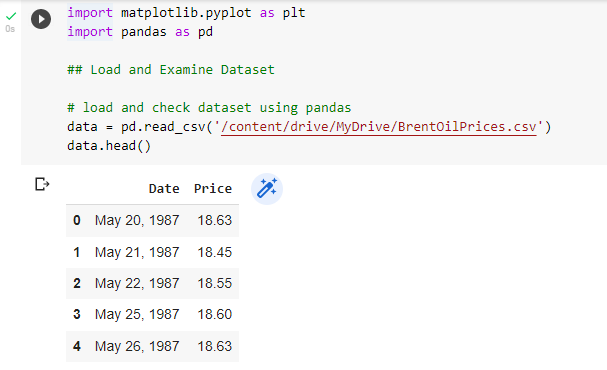 import matplotlib.pyplot as plt
0s
import pandas as pd
## Load and Examine Dataset
# load and check dataset using pandas
data = pd.read_csv('/content/drive/MyDrive/BrentOilPrices.csv')
data.head()
Date Price
0 May 20, 1987 18.63
1 May 21, 1987 18.45
2 May 22, 1987 18.55
3 May 25, 1987 18.60
4 May 26, 1987 18.63